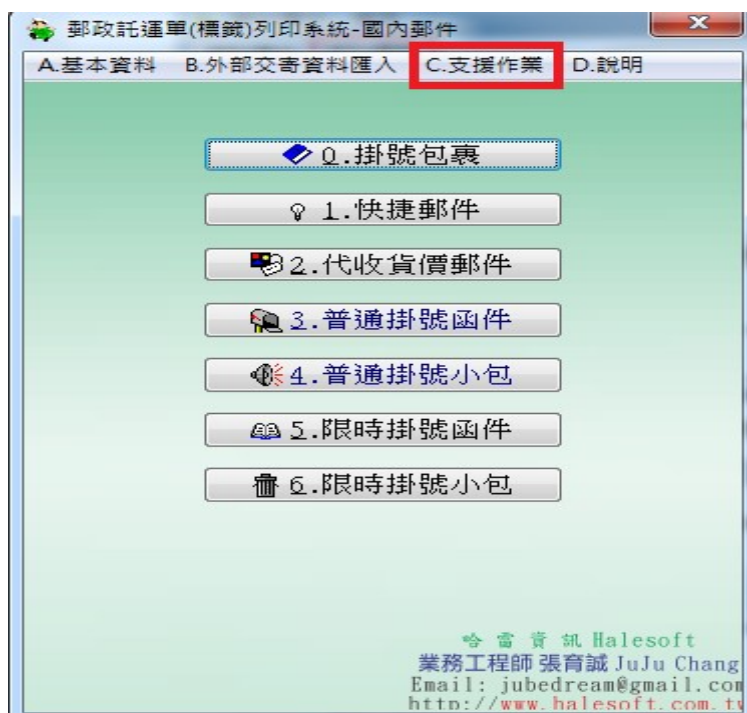 郵政託運單(標籤)列印系統-國內郵件
A.基本資料 B.外部交寄資料匯入 C.支援作業 D.說明
0.掛號包裹
1.快捷郵件
2.代收貨價郵件
3.普通掛號函件
4.普通掛號小包
5.限時掛號函件
6.限時掛號小包
哈雷資訊 Halesoft
業務工程師 張育誠 JuJu Chang
Email: jubedream@gmail.com
http://www.halesoft.com.tw